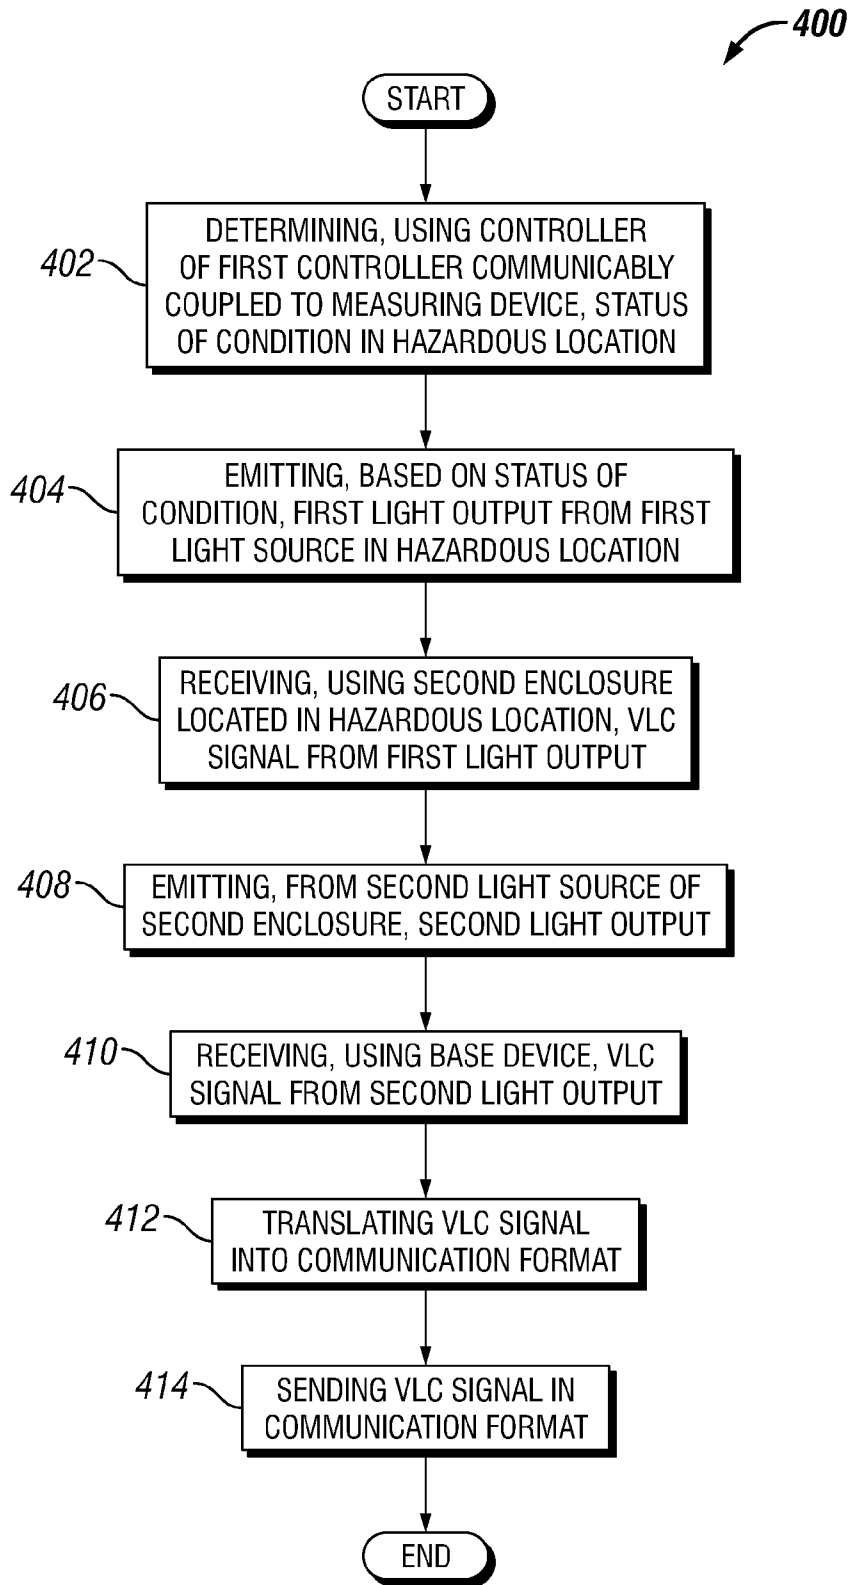 400
START
402
DETERMINING, USING CONTROLLER
OF FIRST CONTROLLER COMMUNICABLY
COUPLED TO MEASURING DEVICE, STATUS
OF CONDITION IN HAZARDOUS LOCATION
404
EMITTING, BASED ON STATUS OF
CONDITION, FIRST LIGHT OUTPUT FROM FIRST
LIGHT SOURCE IN HAZARDOUS LOCATION
406
RECEIVING, USING SECOND ENCLOSURE
LOCATED IN HAZARDOUS LOCATION, VLC
SIGNAL FROM FIRST LIGHT OUTPUT
408
EMITTING, FROM SECOND LIGHT SOURCE OF
SECOND ENCLOSURE, SECOND LIGHT OUTPUT
410
RECEIVING, USING BASE DEVICE, VLC
SIGNAL FROM SECOND LIGHT OUTPUT
412
TRANSLATING VLC SIGNAL
INTO COMMUNICATION FORMAT
414
SENDING VLC SIGNAL IN
COMMUNICATION FORMAT
END